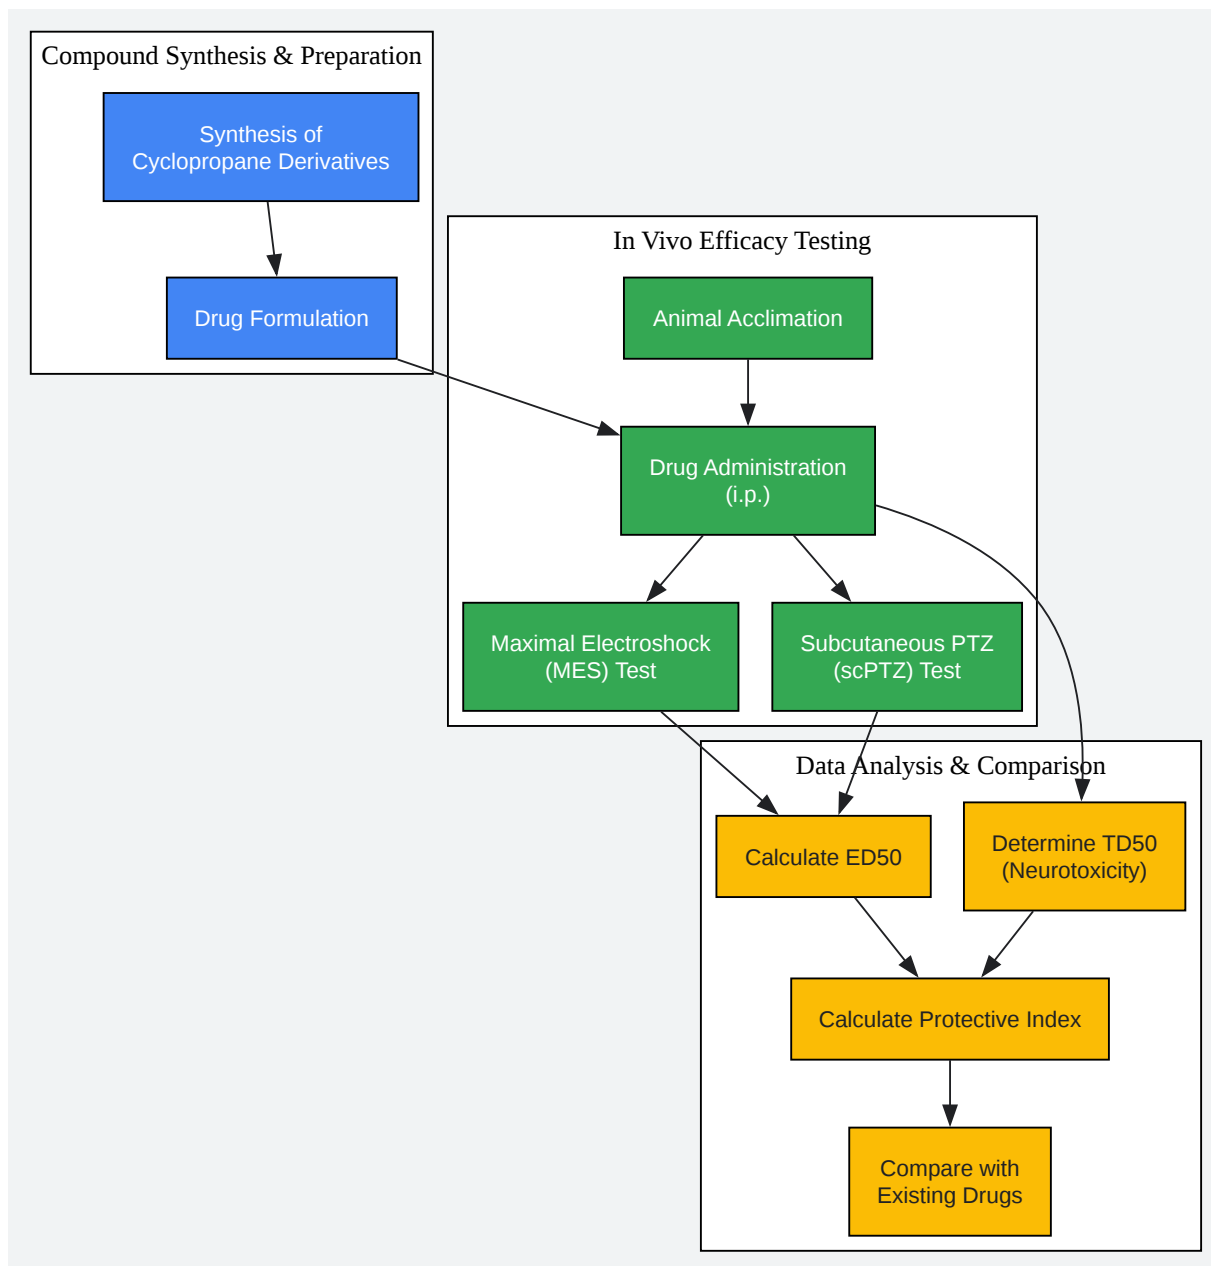 Compound Synthesis & Preparation
Synthesis of
Cyclopropane Derivatives
Drug Formulation
In Vivo Efficacy Testing
Animal Acclimation
Drug Administration
(i.p.)
Maximal Electroshock
(MES) Test
Subcutaneous PTZ
(scPTZ) Test
Data Analysis & Comparison
Calculate ED50
Determine TD50
(Neurotoxicity)
Calculate Protective Index
Compare with
Existing Drugs